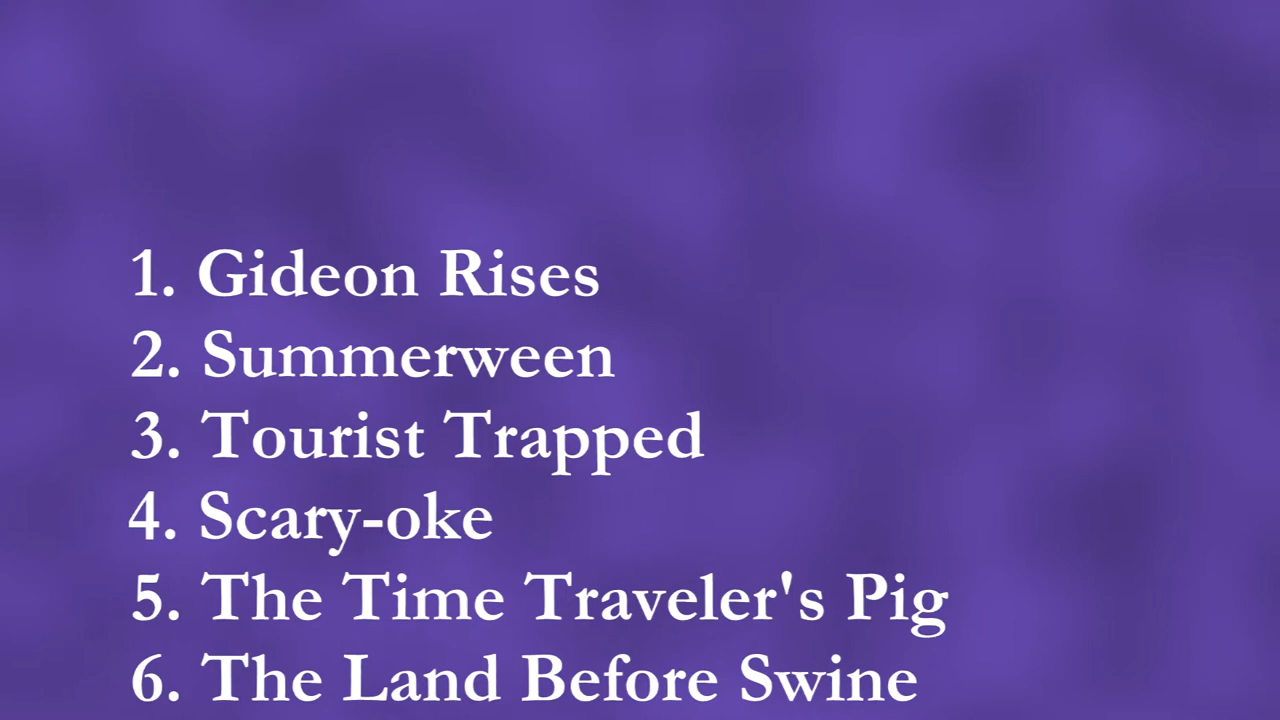 1. Gideon Rises
2. Summerween
3. Tourist Trapped
4. Scary-oke
5. The Time Traveler's Pig
6. The Land Before Swine